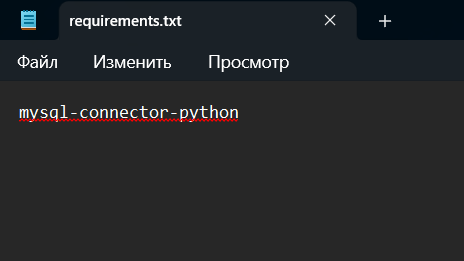 requirements.txt
Файл Изменить Просмотр
mysql-connector-python